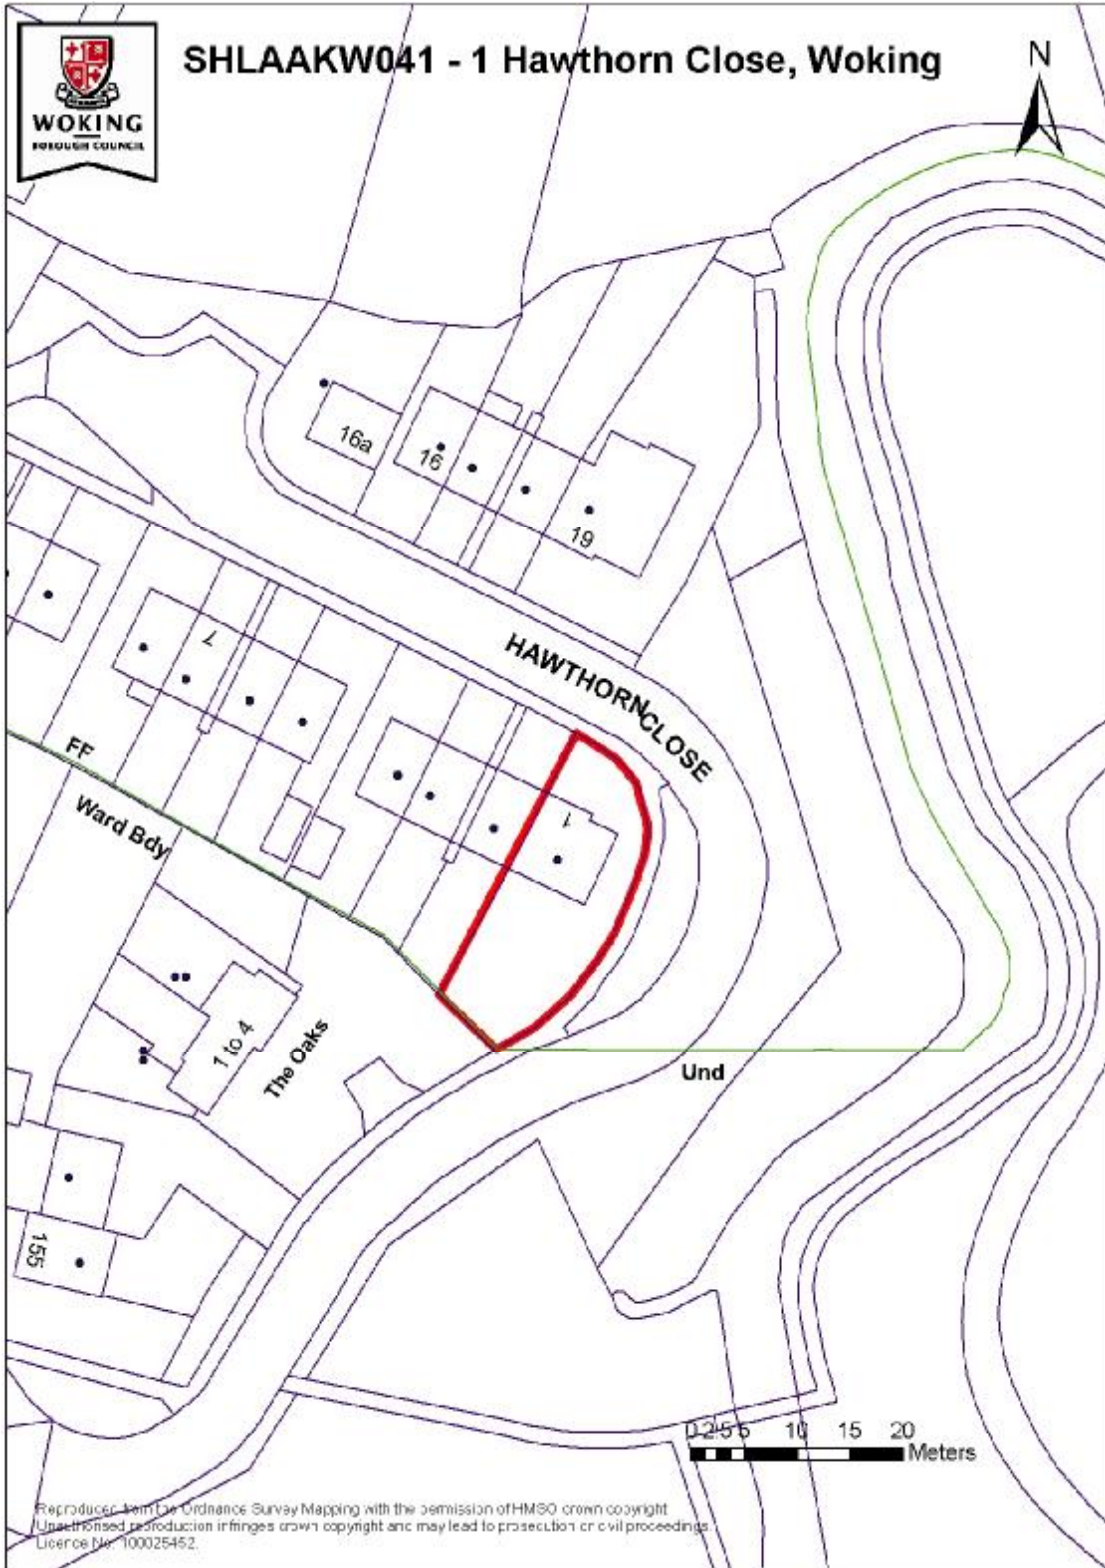 SHLAAKW041 - 1 Hawthorn Close, Woking
N
WOKING
BOROUGH COUNCIL
16a
16
19
HAWTHORN CLOSE
7
FF
Ward Bdy
1
1 to 4
The Oaks
Und
155
0 2.5 5 10 15 20
Meters
Reproduced from the Ordnance Survey Mapping with the permission of HMSO crown copyright
Unauthorised reproduction infringes crown copyright and may lead to prosecution or civil proceedings.
Licence No. 100025452.